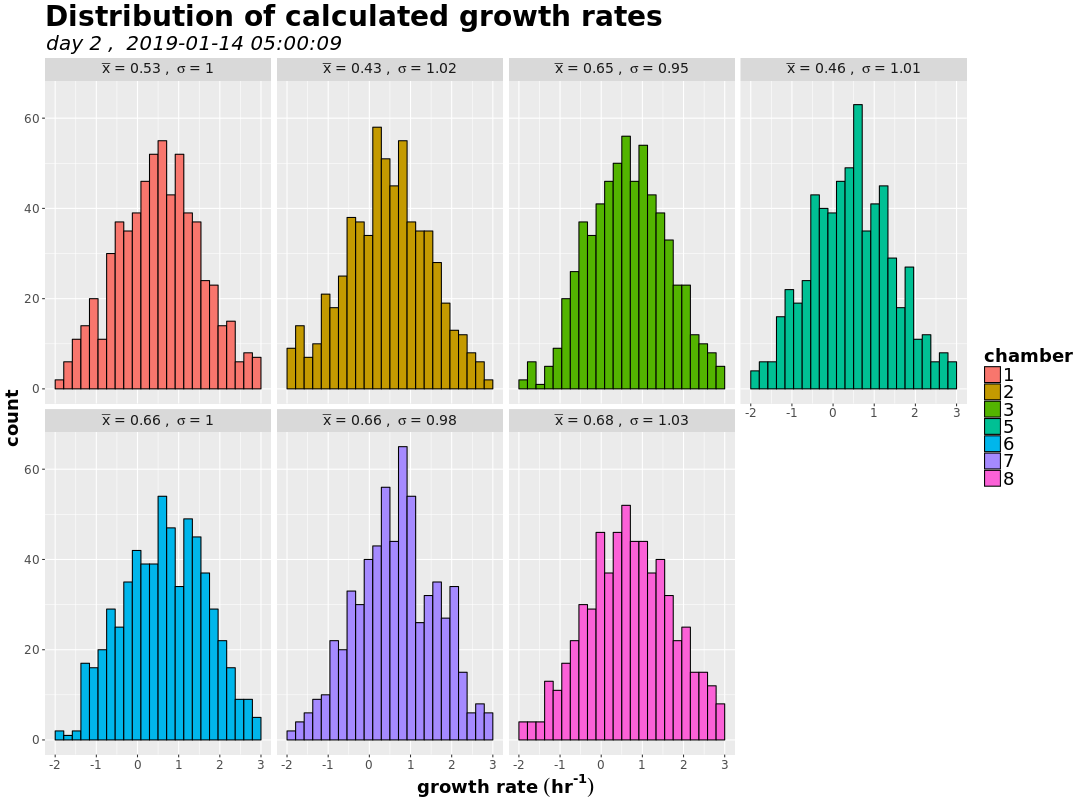 Distribution of calculated growth rates
day 2 ,  2019-01-14 05:00:09
x̅ = 0.53 ,  σ = 1
x̅ = 0.43 ,  σ = 1.02
x̅ = 0.65 ,  σ = 0.95
x̅ = 0.46 ,  σ = 1.01
60
40
20
0
-2 -1 0 1 2 3
x̅ = 0.66 ,  σ = 1
x̅ = 0.66 ,  σ = 0.98
x̅ = 0.68 ,  σ = 1.03
60
40
20
0
-2 -1 0 1 2 3
-2 -1 0 1 2 3
-2 -1 0 1 2 3
count
growth rate (hr⁻¹)
chamber
1
2
3
5
6
7
8